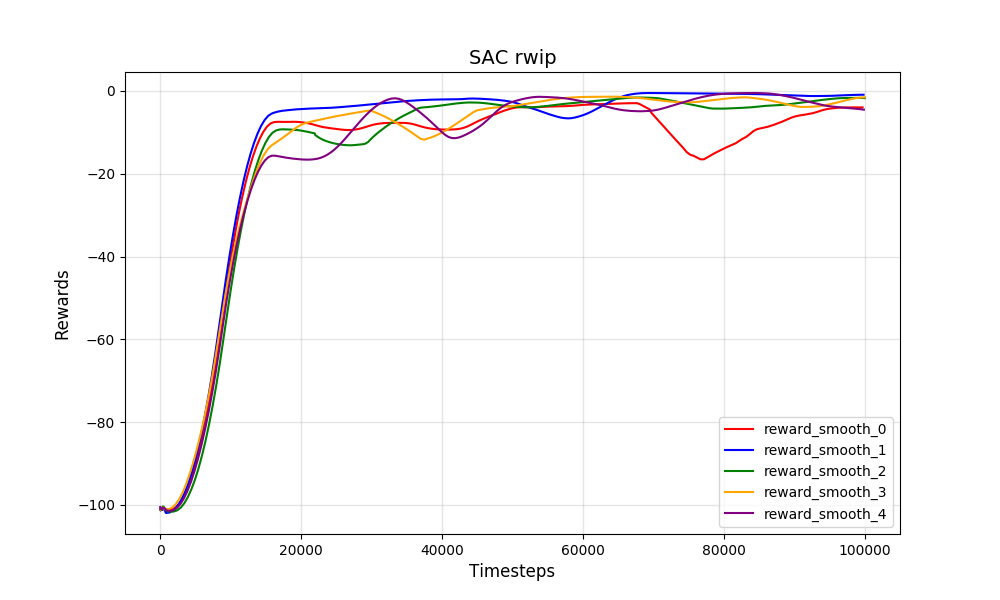 SAC rwip
Rewards
0
−20
−40
−60
−80
−100
0
20000
40000
60000
80000
100000
Timesteps
reward_smooth_0
reward_smooth_1
reward_smooth_2
reward_smooth_3
reward_smooth_4